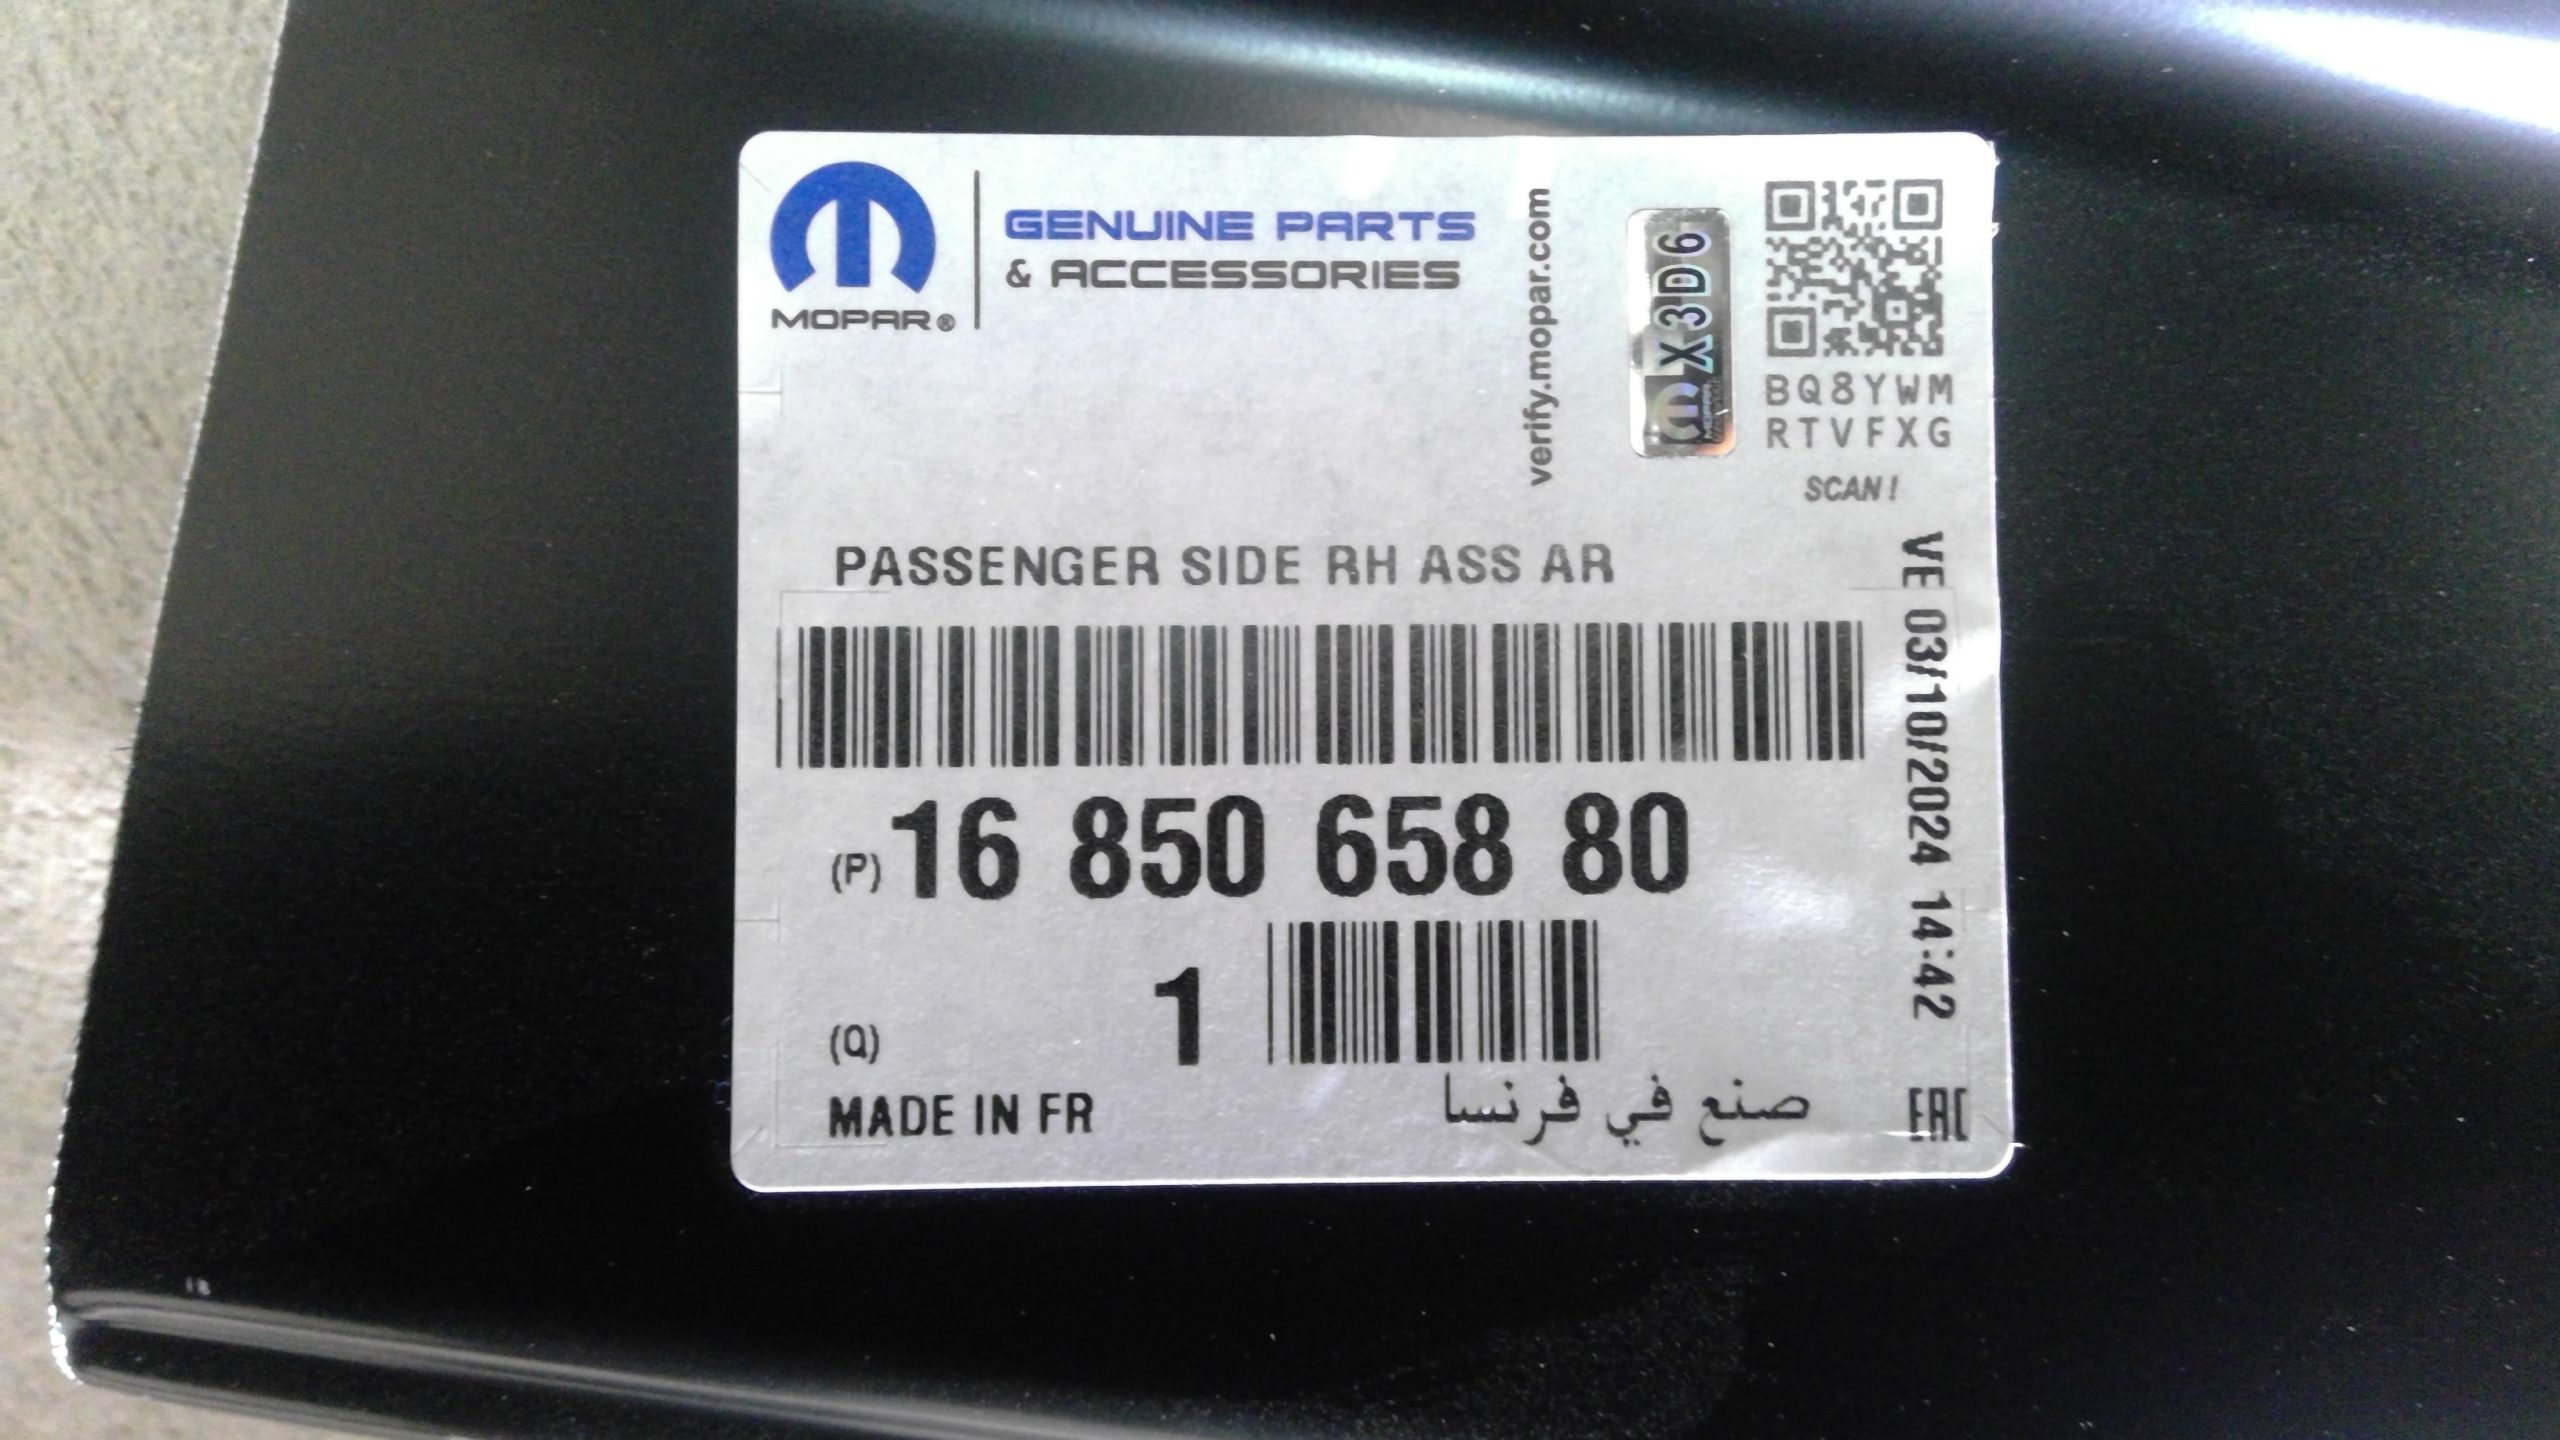 MOPAR®
GENUINE PARTS
& ACCESSORIES
verify.mopar.com
MOPAR X3D6
BQ8YWM
RTVFXG
SCAN!
PASSENGER SIDE RH ASS AR
(P) 16 850 658 80
(Q) 1
MADE IN FR
صنع في فرنسا
VE 03/10/2024 14:42
EAC